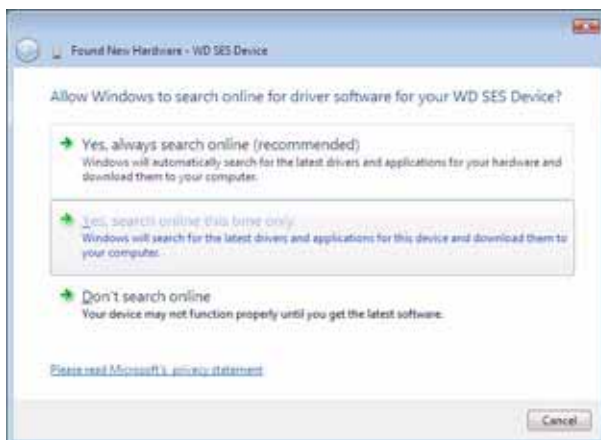 Found New Hardware - WD SES Device
Allow Windows to search online for driver software for your WD SES Device?
Yes, always search online (recommended)
Windows will automatically search for the latest drivers and applications for your hardware and
download them to your computer.
Yes, search online this time only
Windows will search for the latest drivers and applications for this device and download them to
your computer.
Don't search online
Your device may not function properly until you get the latest software.
Please read Microsoft's privacy statement
Cancel